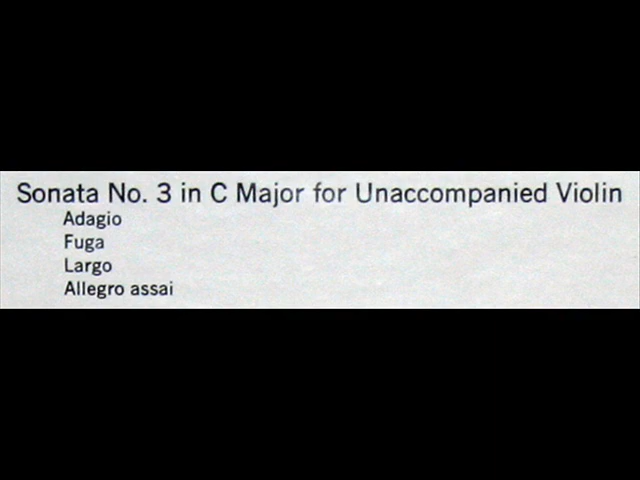 Sonata No. 3 in C Major for Unaccompanied Violin
Adagio
Fuga
Largo
Allegro assai